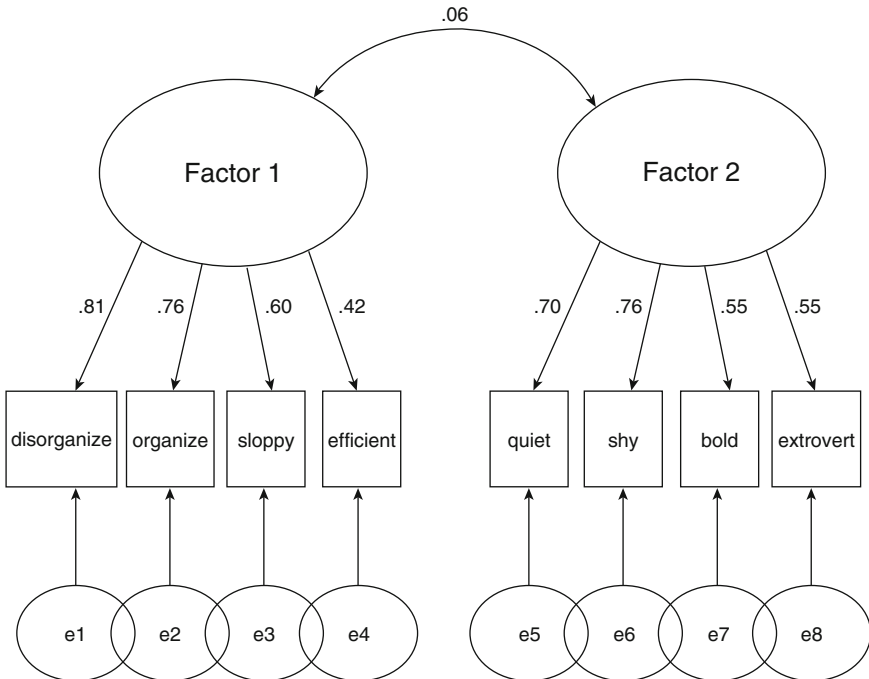 .06
Factor 1 Factor 2
.81 .76 .60 .42 .70 .76 .55 .55
disorganize organize sloppy efficient quiet shy bold extrovert
e1 e2 e3 e4 e5 e6 e7 e8